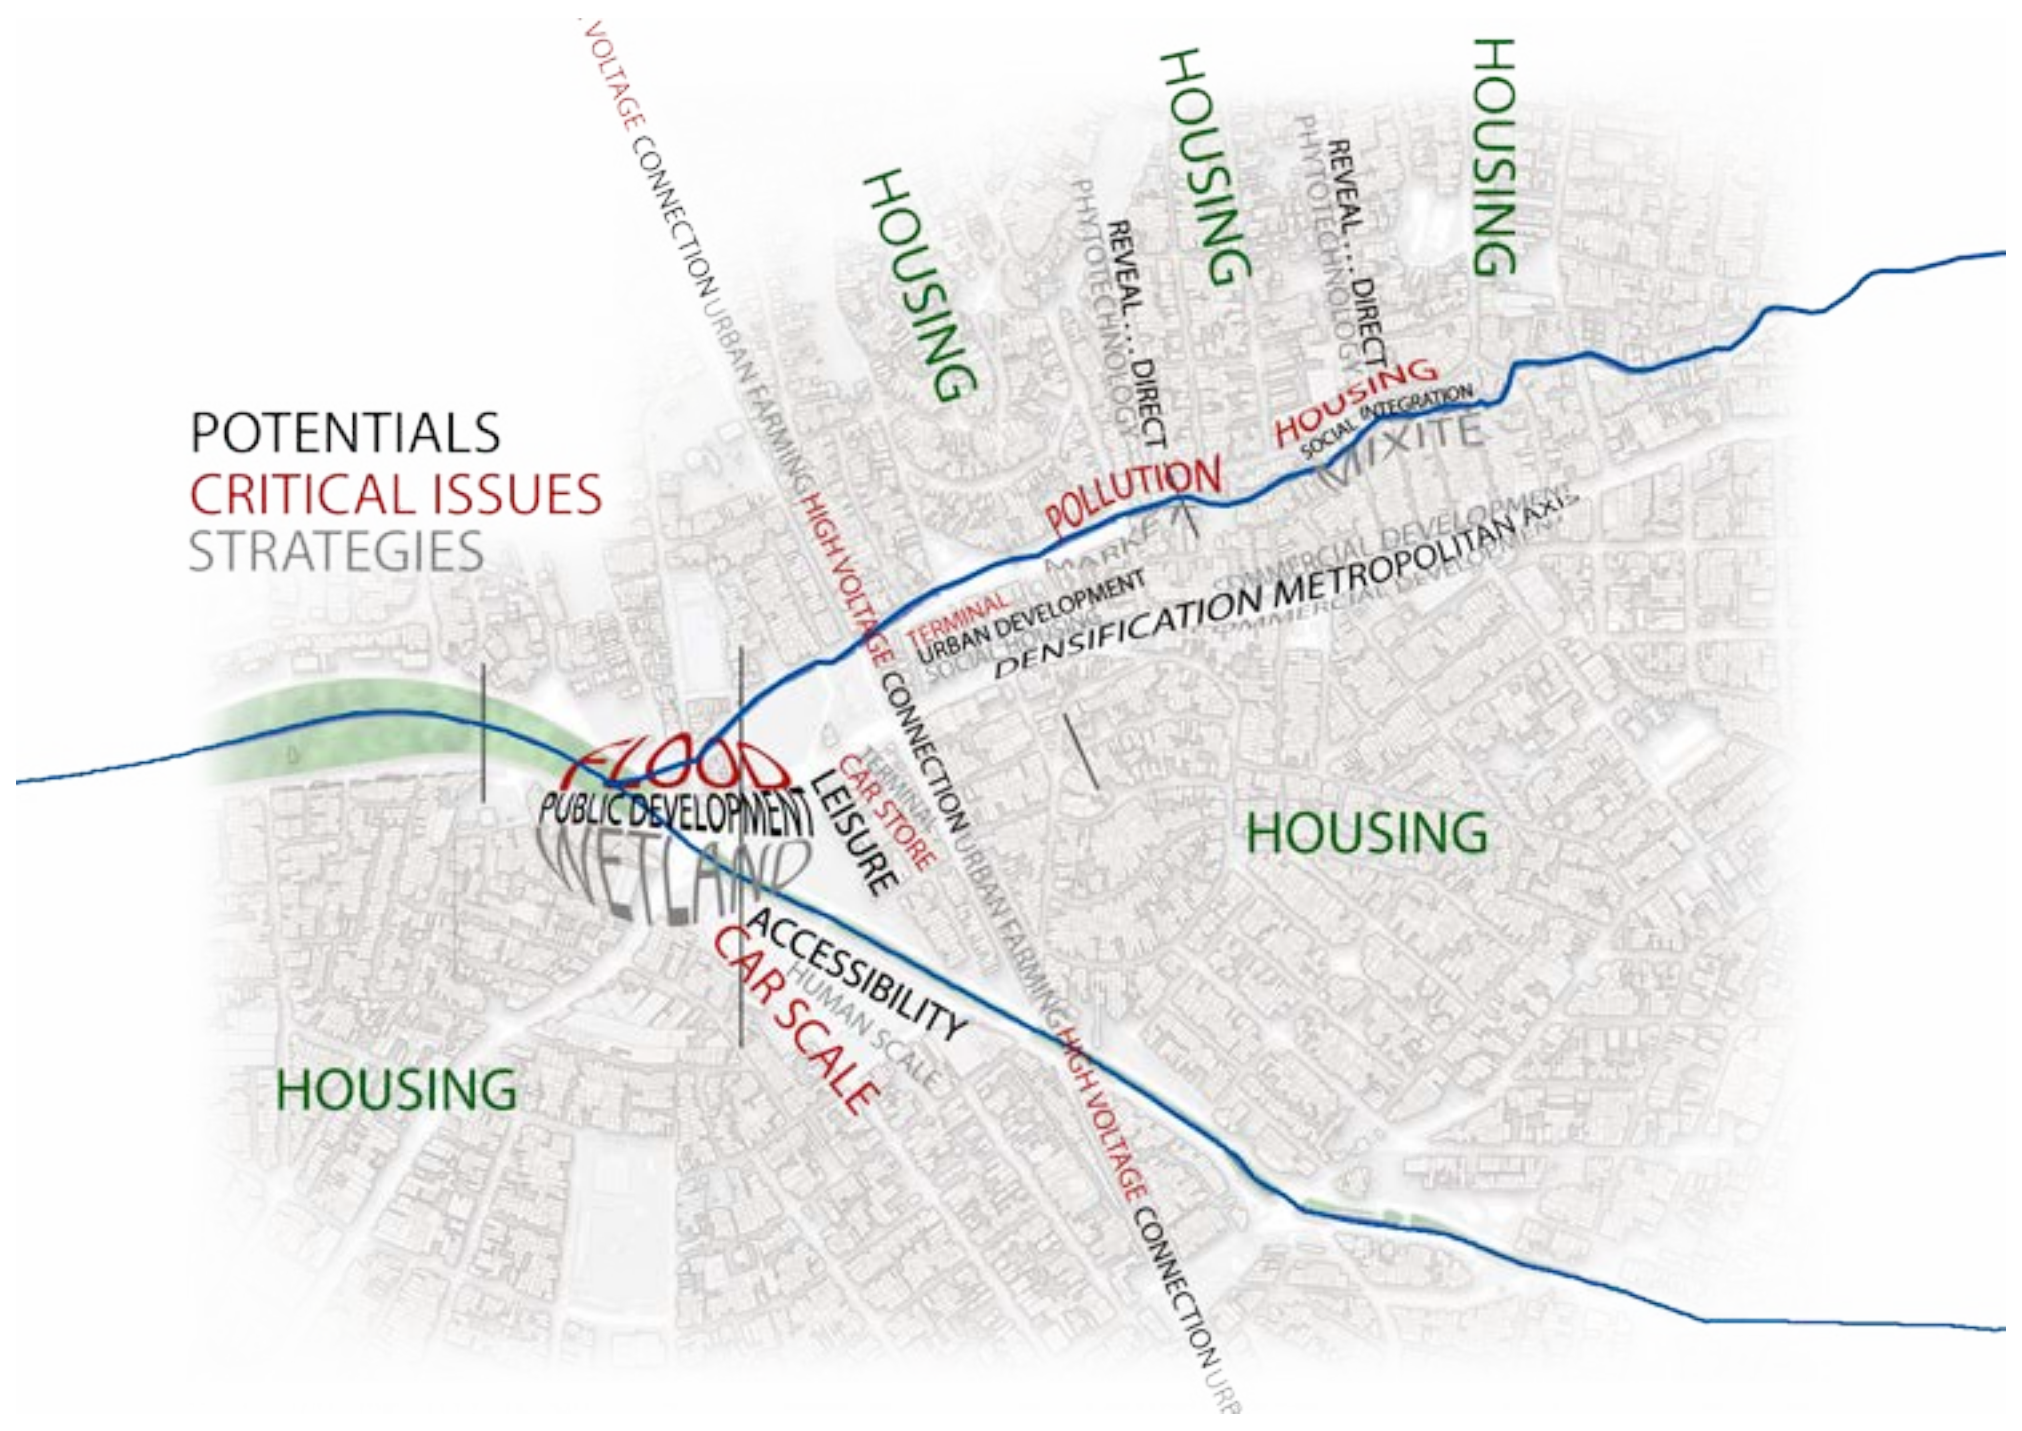 VOLTAGE CONNECTION URBAN FARMING HIGH VOLTAGE CONNECTION URBAN FARMING HIGH VOLTAGE CONNECTION URB
HOUSING
HOUSING
HOUSING
PHYTOTECHNOLOGY
REVEAL....DIRECT
PHYTOTECHNOLOGY
REVEAL....DIRECT
POTENTIALS
CRITICAL ISSUES
STRATEGIES
HOUSING
SOCIAL INTEGRATION
MIXITE
POLLUTION
MARKET
TERMINAL
URBAN DEVELOPMENT
SOCIAL HOUSING
COMMERCIAL DEVELOPMENT
DENSIFICATION METROPOLITAN AXIS
COMMERCIAL DEVELOPMENT
FLOOD
PUBLIC DEVELOPMENT
WETLAND
TERMINAL
CAR STORE
LEISURE
HOUSING
ACCESSIBILITY
HUMAN SCALE
CAR SCALE
HOUSING